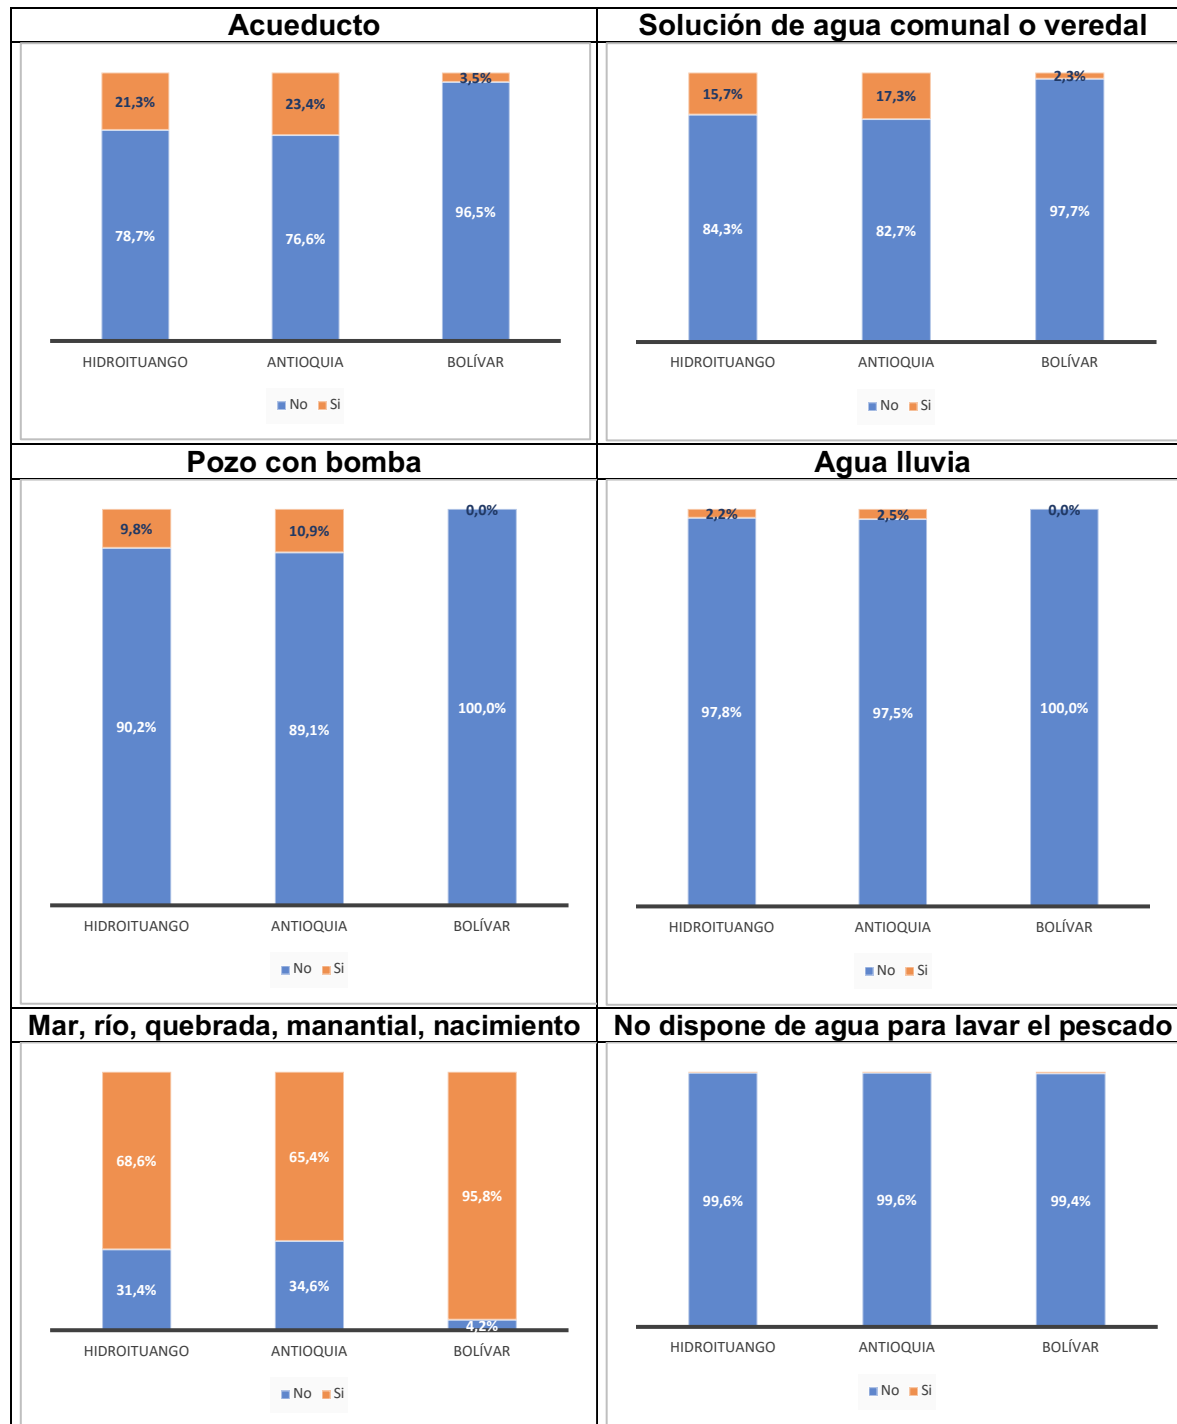 Acueducto
21,3%
23,4%
3,5%
78,7%
76,6%
96,5%
HIDROITUANGO
ANTIOQUIA
BOLÍVAR
No
Si
Solución de agua comunal o veredal
15,7%
17,3%
2,3%
84,3%
82,7%
97,7%
HIDROITUANGO
ANTIOQUIA
BOLÍVAR
No
Si
Pozo con bomba
9,8%
10,9%
0,0%
90,2%
89,1%
100,0%
HIDROITUANGO
ANTIOQUIA
BOLÍVAR
No
Si
Agua lluvia
2,2%
2,5%
0,0%
97,8%
97,5%
100,0%
HIDROITUANGO
ANTIOQUIA
BOLÍVAR
No
Si
Mar, río, quebrada, manantial, nacimiento
68,6%
65,4%
95,8%
31,4%
34,6%
4,2%
HIDROITUANGO
ANTIOQUIA
BOLÍVAR
No
Si
No dispone de agua para lavar el pescado
99,6%
99,6%
99,4%
HIDROITUANGO
ANTIOQUIA
BOLÍVAR
No
Si